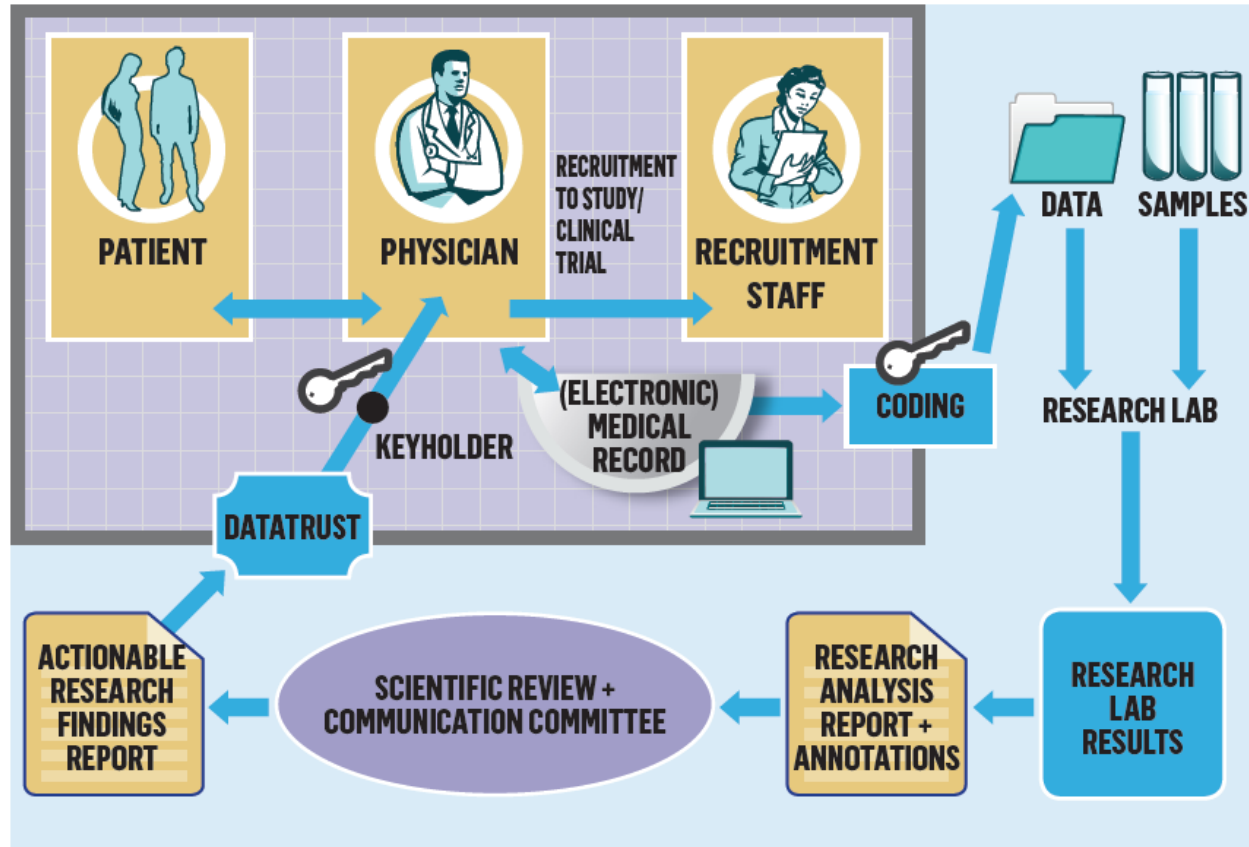 PATIENT
PHYSICIAN
RECRUITMENT
TO STUDY/
CLINICAL
TRIAL
RECRUITMENT
STAFF
DATA
SAMPLES
KEYHOLDER
(ELECTRONIC)
MEDICAL
RECORD
CODING
RESEARCH LAB
DATATRUST
ACTIONABLE
RESEARCH
FINDINGS
REPORT
SCIENTIFIC REVIEW +
COMMUNICATION COMMITTEE
RESEARCH
ANALYSIS
REPORT +
ANNOTATIONS
RESEARCH
LAB
RESULTS